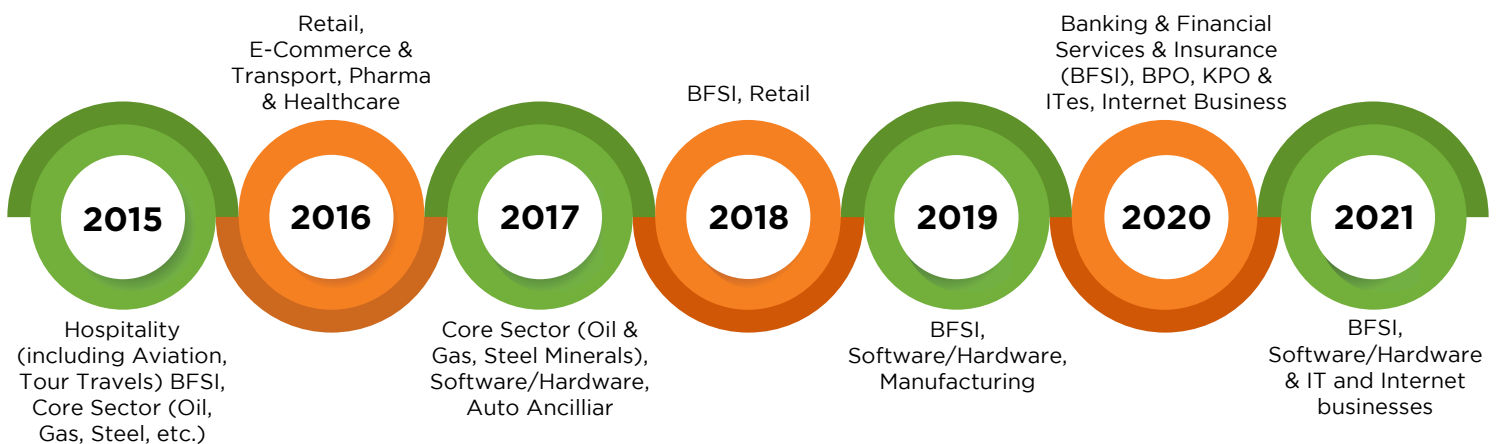 2015
Hospitality
(including Aviation,
Tour Travels) BFSI,
Core Sector (Oil,
Gas, Steel, etc.)
Retail,
E-Commerce &
Transport, Pharma
& Healthcare
2016
2017
Core Sector (Oil &
Gas, Steel Minerals),
Software/Hardware,
Auto Ancilliar
BFSI, Retail
2018
2019
BFSI,
Software/Hardware,
Manufacturing
Banking & Financial
Services & Insurance
(BFSI), BPO, KPO &
ITes, Internet Business
2020
2021
BFSI,
Software/Hardware
& IT and Internet
businesses